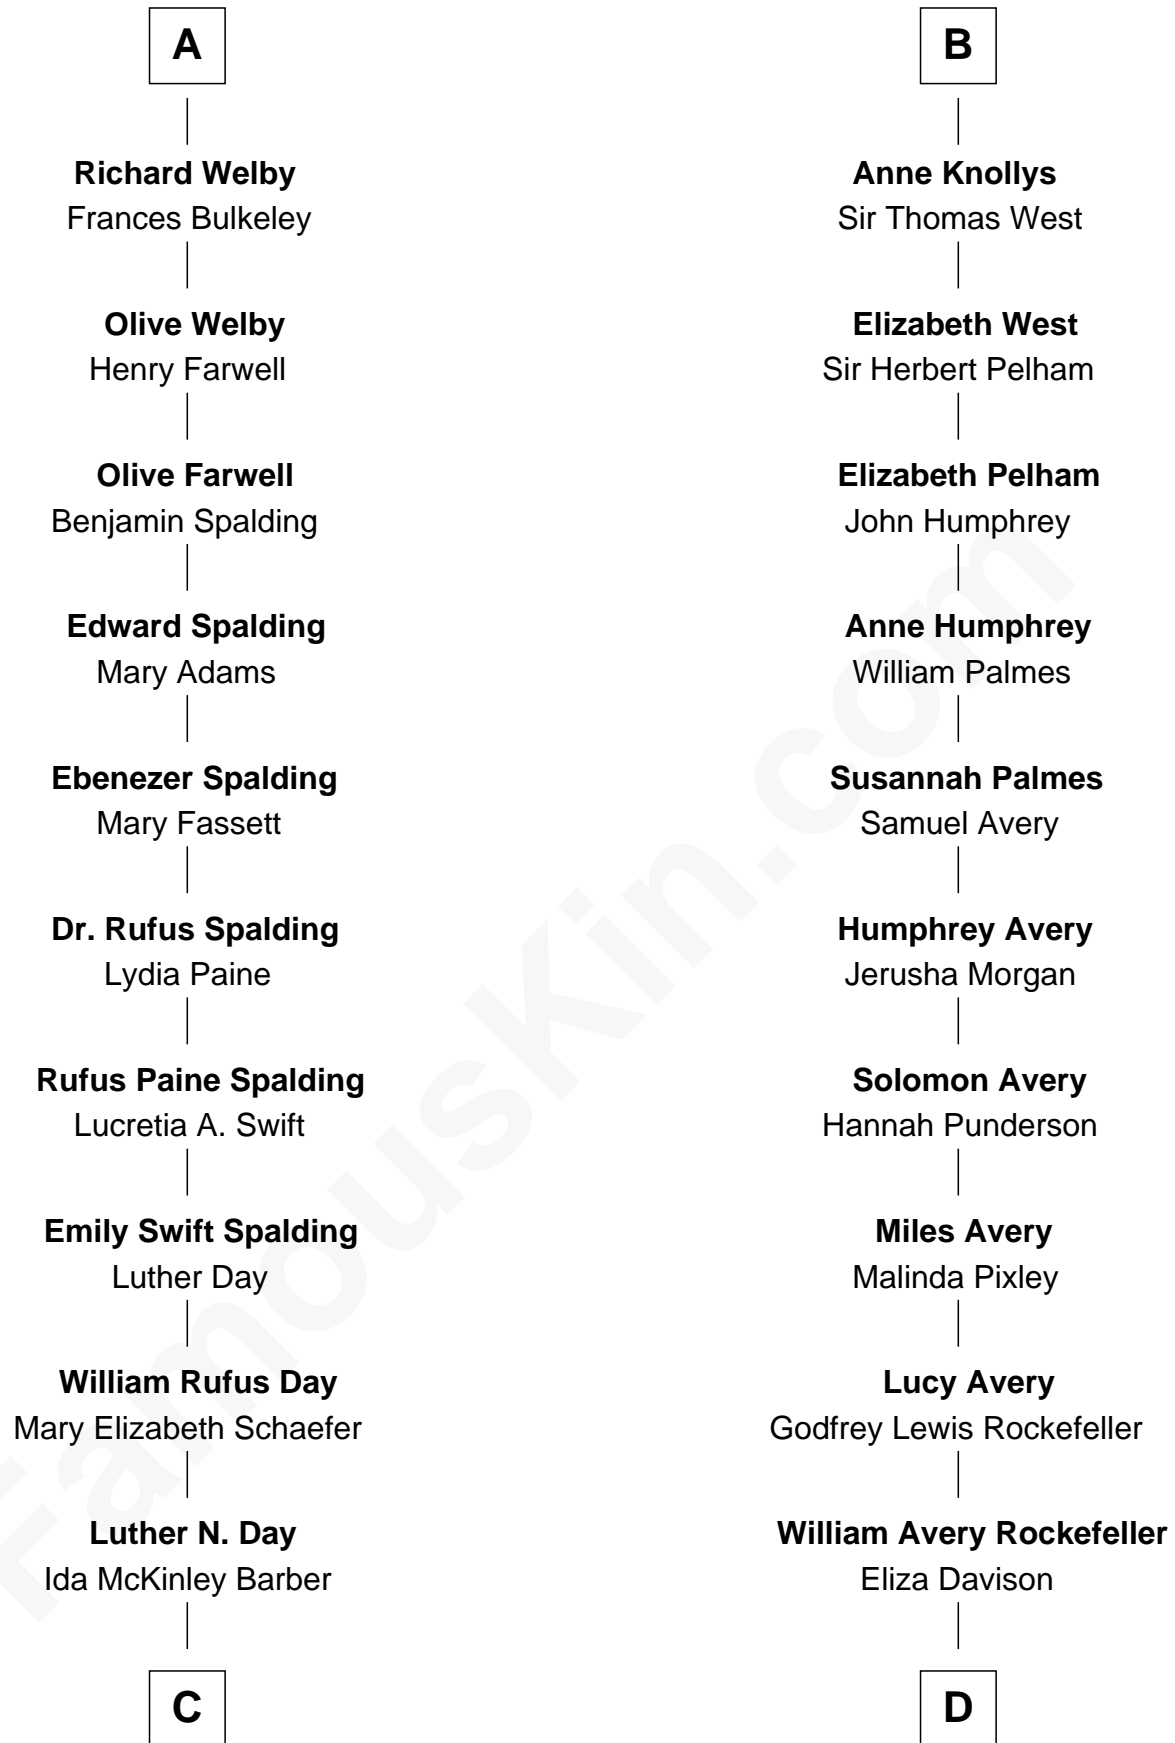 A
Richard Welby
Frances Bulkeley
Olive Welby
Henry Farwell
Olive Farwell
Benjamin Spalding
Edward Spalding
Mary Adams
Ebenezer Spalding
Mary Fassett
Dr. Rufus Spalding
Lydia Paine
Rufus Paine Spalding
Lucretia A. Swift
Emily Swift Spalding
Luther Day
William Rufus Day
Mary Elizabeth Schaefer
Luther N. Day
Ida McKinley Barber
C
B
Anne Knollys
Sir Thomas West
Elizabeth West
Sir Herbert Pelham
Elizabeth Pelham
John Humphrey
Anne Humphrey
William Palmes
Susannah Palmes
Samuel Avery
Humphrey Avery
Jerusha Morgan
Solomon Avery
Hannah Punderson
Miles Avery
Malinda Pixley
Lucy Avery
Godfrey Lewis Rockefeller
William Avery Rockefeller
Eliza Davison
D
FamousKin.com